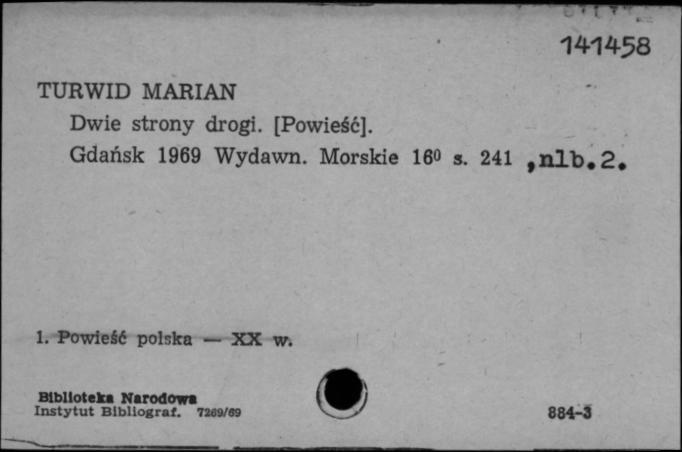 141458
TURWID MARIAN
Dwie strony drogi. [Powieść].
Gdańsk 1969 Wydawn. Morskie 16⁰ s. 241 ,nlb.2.
1. Powieść polska — XX w.
Biblioteka Narodowa
Instytut Bibliograf. 7269/69
884-3